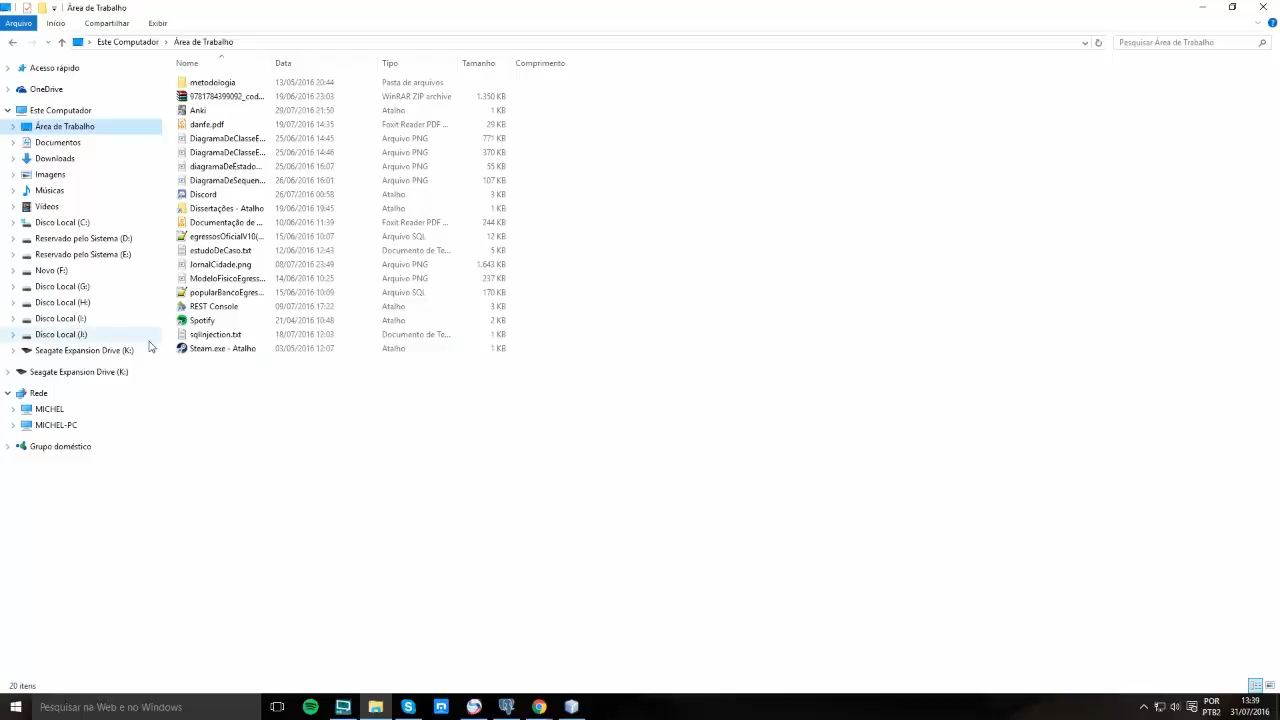 Área de Trabalho
Arquivo Início Compartilhar Exibir
Este Computador Área de Trabalho Pesquisar Área de Trabalho
Nome Data Tipo Tamanho Comprimento
Acesso rápido
OneDrive
Este Computador
Área de Trabalho
Documentos
Downloads
Imagens
Músicas
Vídeos
Disco Local (C:)
Reservado pelo Sistema (D:)
Reservado pelo Sistema (E:)
Novo (F:)
Disco Local (G:)
Disco Local (H:)
Disco Local (I:)
Disco Local (J:)
Seagate Expansion Drive (K:)
Seagate Expansion Drive (K:)
Rede
MICHEL
MICHEL-PC
Grupo doméstico
metodologia 13/05/2016 20:44 Pasta de arquivos
9781784399092_cod... 19/06/2016 23:03 WinRAR ZIP archive 1.350 KB
Anki 29/07/2016 21:50 Atalho 1 KB
danfe.pdf 19/07/2016 14:35 Foxit Reader PDF ... 29 KB
DiagramaDeClasseE... 25/06/2016 14:45 Arquivo PNG 771 KB
DiagramaDeClasseE... 25/06/2016 14:46 Arquivo PNG 370 KB
diagramaDeEstado... 25/06/2016 16:07 Arquivo PNG 55 KB
DiagramaDeSequen... 26/06/2016 16:01 Arquivo PNG 107 KB
Discord 26/07/2016 00:58 Atalho 3 KB
Dissertações - Atalho 19/06/2016 19:45 Atalho 1 KB
Documentação de ... 10/06/2016 11:39 Foxit Reader PDF ... 244 KB
egressosOficialV10(... 15/06/2016 10:07 Arquivo SQL 12 KB
estudoDeCaso.txt 12/06/2016 12:43 Documento de Te... 5 KB
JornalCidade.png 08/07/2016 23:49 Arquivo PNG 1.643 KB
ModeloFisicoEgress... 14/06/2016 10:25 Arquivo PNG 237 KB
popularBancoEgres... 15/06/2016 10:09 Arquivo SQL 170 KB
REST Console 09/07/2016 17:22 Atalho 3 KB
Spotify 21/04/2016 10:48 Atalho 2 KB
sqlInjection.txt 18/07/2016 12:03 Documento de Te... 1 KB
Steam.exe - Atalho 03/05/2016 12:07 Atalho 1 KB
20 itens
Pesquisar na Web e no Windows
POR 13:39
PTB2 31/07/2016